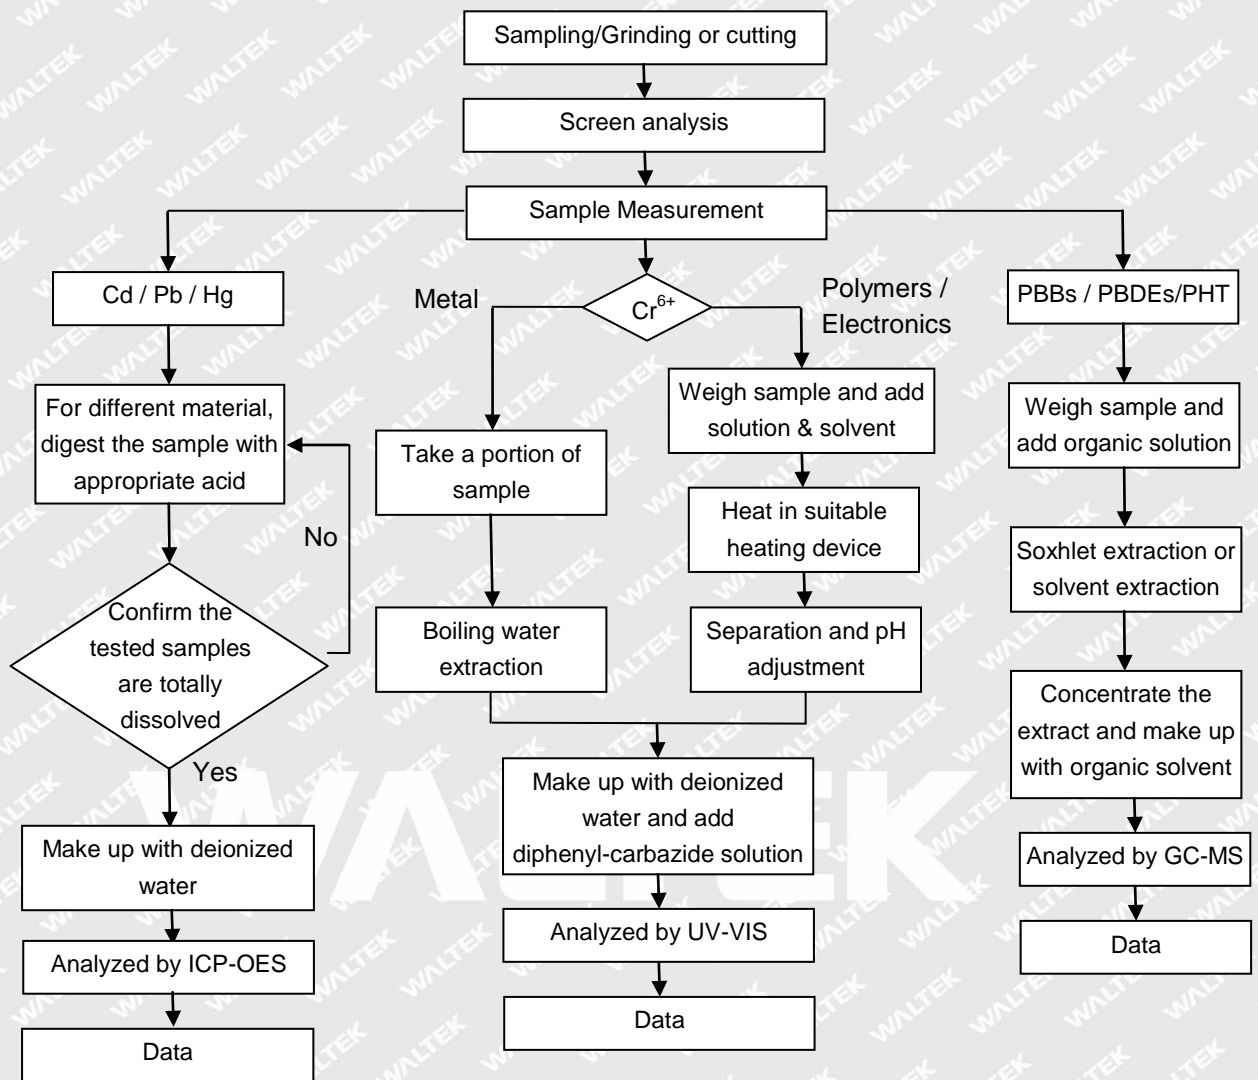 Sampling/Grinding or cutting
Screen analysis
Sample Measurement
Cd / Pb / Hg
For different material,
digest the sample with
appropriate acid
No
Confirm the
tested samples
are totally
dissolved
Yes
Make up with deionized
water
Analyzed by ICP-OES
Data
Cr6+
Metal
Take a portion of
sample
Boiling water
extraction
Polymers /
Electronics
Weigh sample and add
solution & solvent
Heat in suitable
heating device
Separation and pH
adjustment
Make up with deionized
water and add
diphenyl-carbazide solution
Analyzed by UV-VIS
Data
PBBs / PBDEs/PHT
Weigh sample and
add organic solution
Soxhlet extraction or
solvent extraction
Concentrate the
extract and make up
with organic solvent
Analyzed by GC-MS
Data
WALTEK